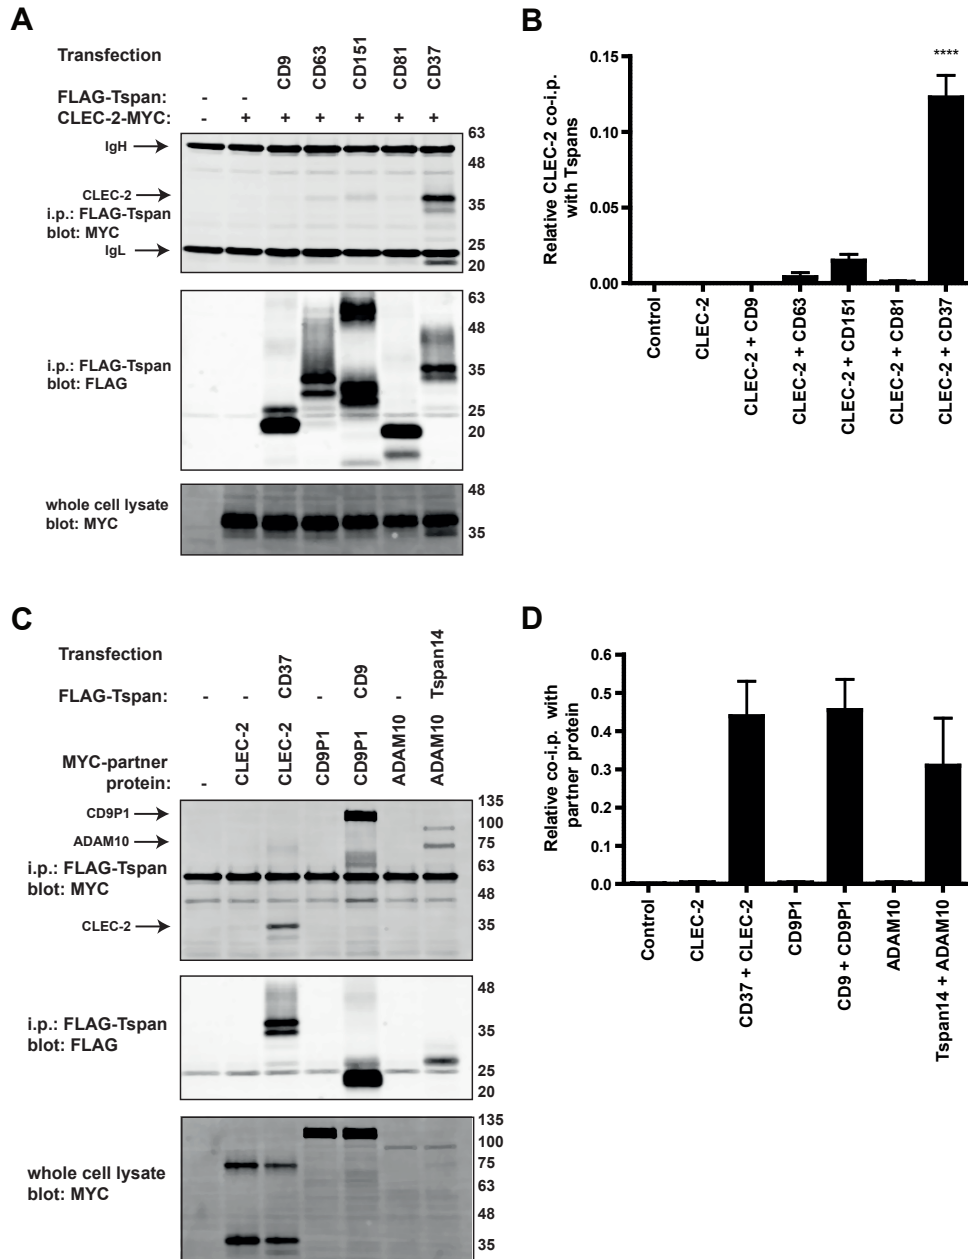 A
Transfection
CD9
CD63
CD151
CD81
CD37
FLAG-Tspan: - -
CLEC-2-MYC: - + + + + + +
IgH
CLEC-2
i.p.: FLAG-Tspan
blot: MYC
IgL
63
48
35
25
20
i.p.: FLAG-Tspan
blot: FLAG
63
48
35
25
20
whole cell lysate
blot: MYC
48
35
B
Relative CLEC-2 co-i.p.
with Tspans
0.15
0.10
0.05
0.00
****
Control
CLEC-2
CLEC-2 + CD9
CLEC-2 + CD63
CLEC-2 + CD151
CLEC-2 + CD81
CLEC-2 + CD37
C
Transfection
FLAG-Tspan: - - CD37 - CD9 - Tspan14
MYC-partner
protein: - CLEC-2 CLEC-2 CD9P1 CD9P1 ADAM10 ADAM10
CD9P1
ADAM10
i.p.: FLAG-Tspan
blot: MYC
CLEC-2
135
100
75
63
48
35
i.p.: FLAG-Tspan
blot: FLAG
48
35
25
20
whole cell lysate
blot: MYC
135
100
75
63
48
35
D
Relative co-i.p. with
partner protein
0.6
0.5
0.4
0.3
0.2
0.1
0.0
Control
CLEC-2
CD37 + CLEC-2
CD9P1
CD9 + CD9P1
ADAM10
Tspan14 + ADAM10